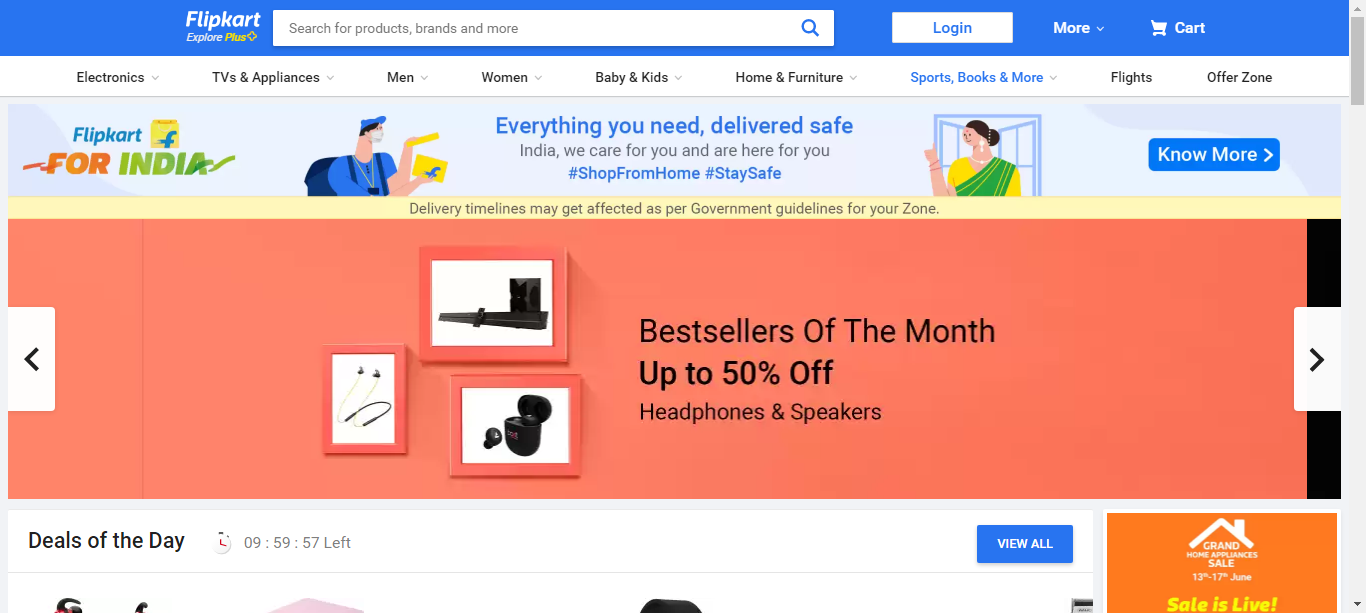 Flipkart
Explore Plus
Search for products, brands and more
Login
More
Cart
Electronics
TVs & Appliances
Men
Women
Baby & Kids
Home & Furniture
Sports, Books & More
Flights
Offer Zone
Flipkart
FOR INDIA
Everything you need, delivered safe
India, we care for you and are here for you
#ShopFromHome #StaySafe
Know More
Delivery timelines may get affected as per Government guidelines for your Zone.
Bestsellers Of The Month
Up to 50% Off
Headphones & Speakers
Deals of the Day
09 : 59 : 57 Left
VIEW ALL
GRAND
HOME APPLIANCES
SALE
13th-17th June
Sale is Live!